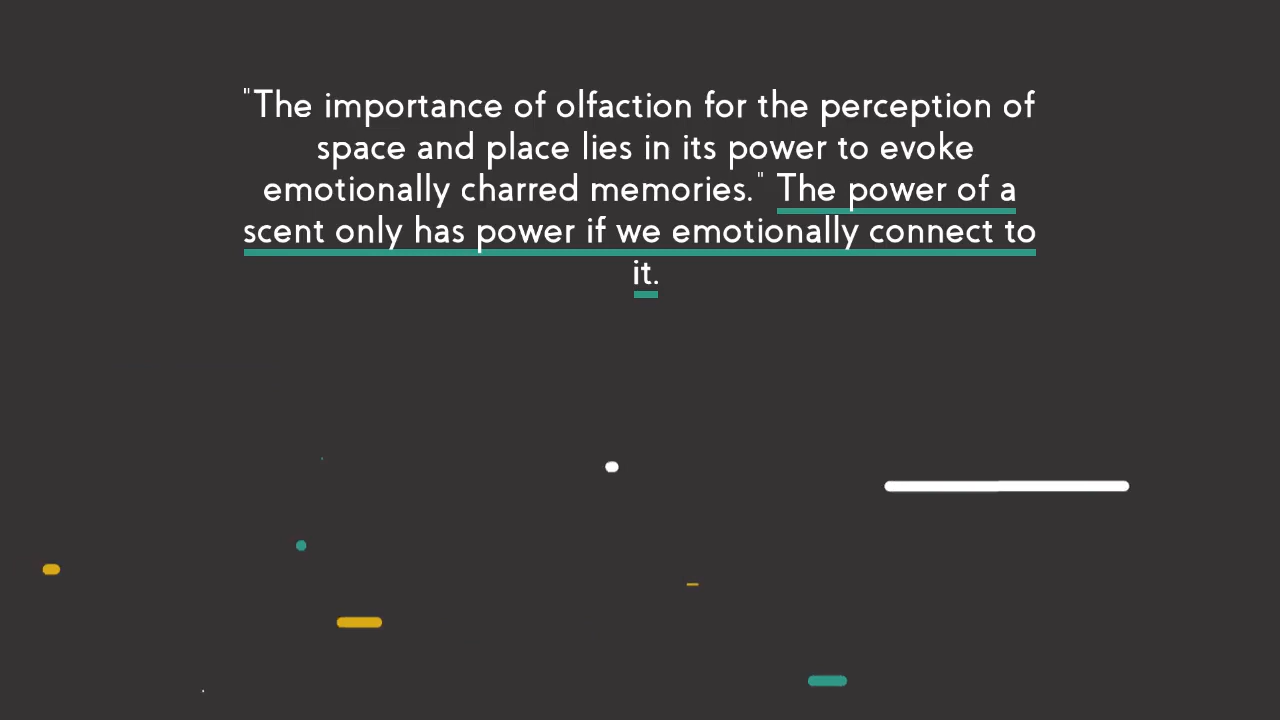 "The importance of olfaction for the perception of
space and place lies in its power to evoke
emotionally charred memories." The power of a
scent only has power if we emotionally connect to
it.